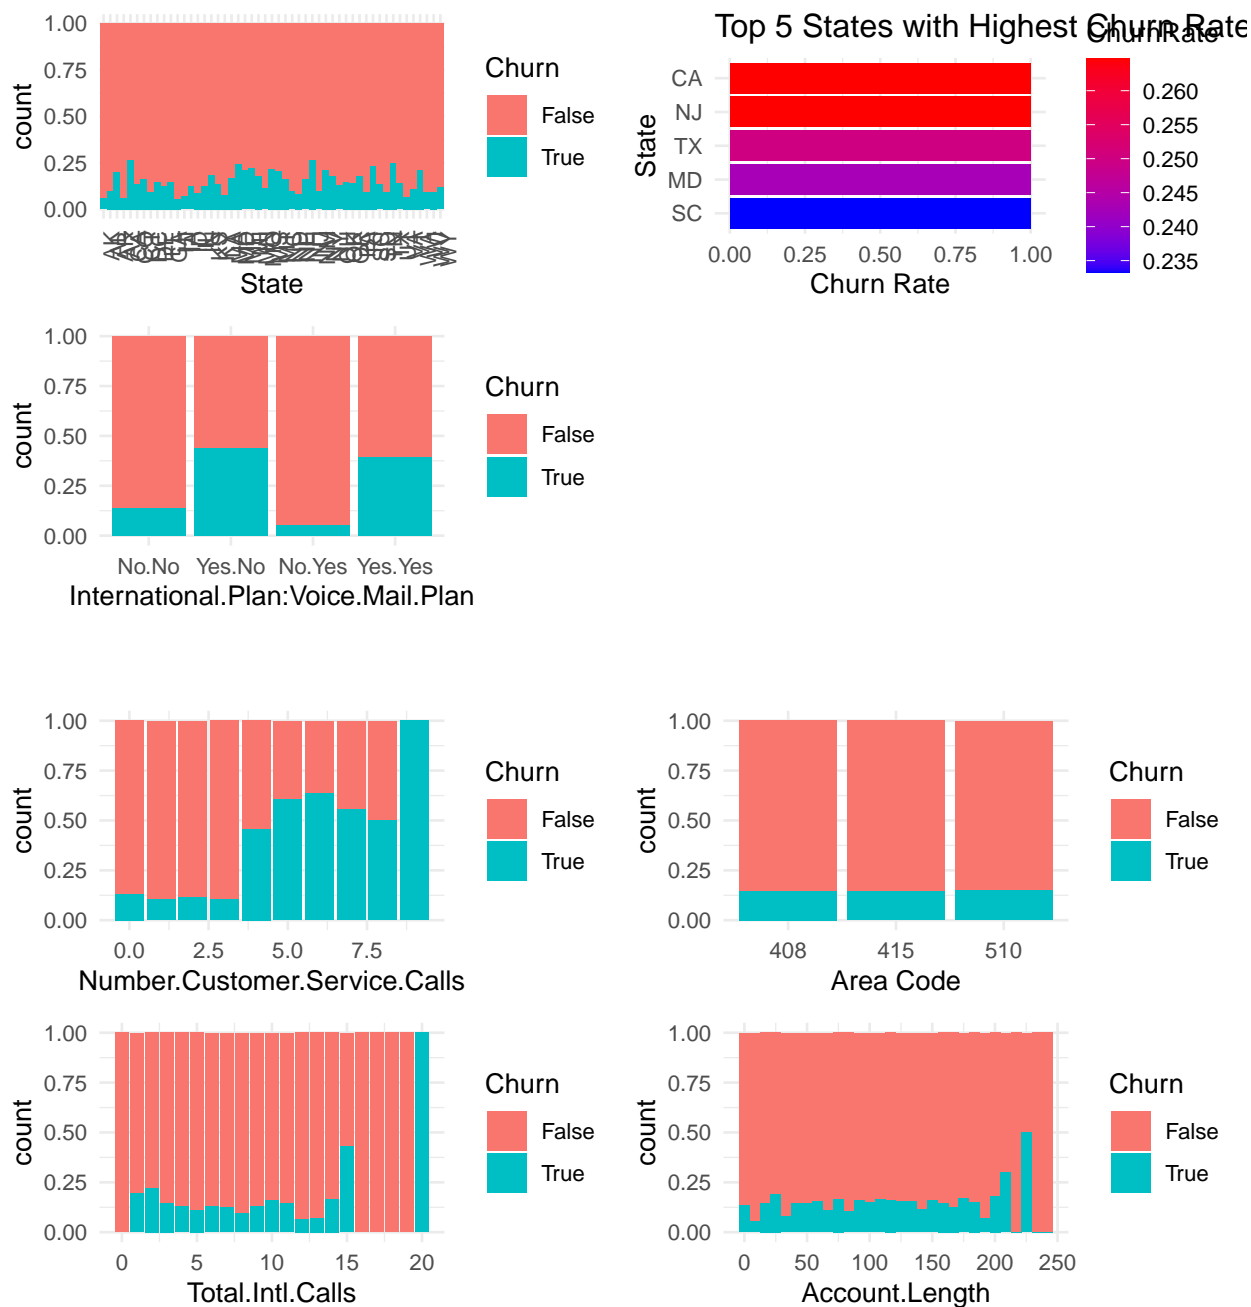 1.00
0.75
0.50
0.25
0.00
count
State
Churn
False
True
Top 5 States with Highest Churn Rate
ChurnRate
CA
NJ
TX
MD
SC
State
0.00 0.25 0.50 0.75 1.00
Churn Rate
0.260
0.255
0.250
0.245
0.240
0.235
1.00
0.75
0.50
0.25
0.00
count
No.No Yes.No No.Yes Yes.Yes
International.Plan:Voice.Mail.Plan
Churn
False
True
1.00
0.75
0.50
0.25
0.00
count
0.0 2.5 5.0 7.5
Number.Customer.Service.Calls
Churn
False
True
1.00
0.75
0.50
0.25
0.00
count
408 415 510
Area Code
Churn
False
True
1.00
0.75
0.50
0.25
0.00
count
0 5 10 15 20
Total.Intl.Calls
Churn
False
True
1.00
0.75
0.50
0.25
0.00
count
0 50 100 150 200 250
Account.Length
Churn
False
True